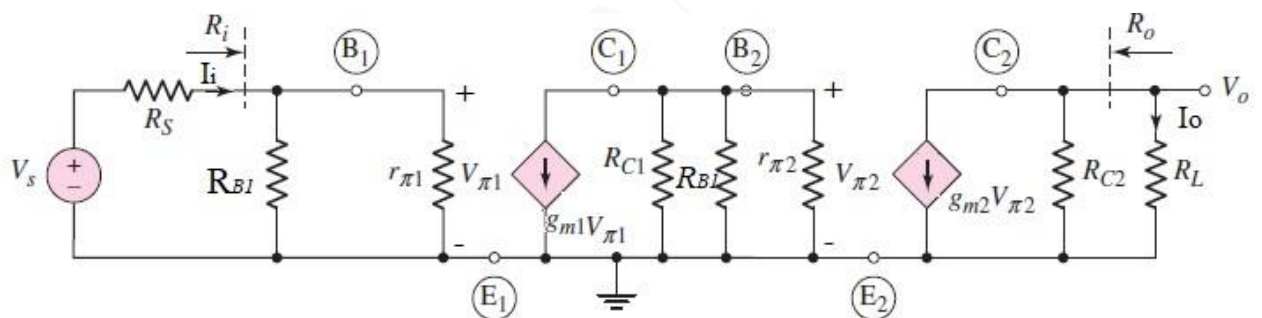 R_i
B_1
C_1
B_2
C_2
R_o
I_i
+
+
V_o
R_S
I_o
V_s
+
-
R_B1
r_π1
V_π1
g_m1V_π1
R_C1
R_B1
r_π2
V_π2
g_m2V_π2
R_C2
R_L
-
-
E_1
E_2